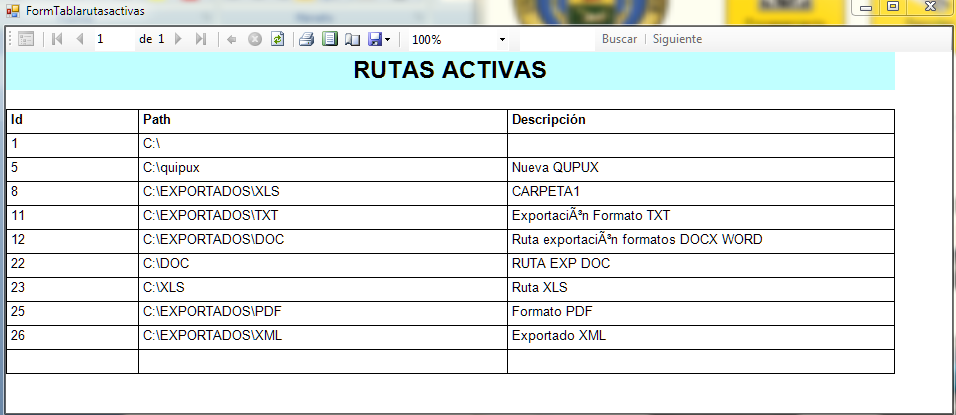 FormTablarutasactivas
1 de 1 100% Buscar | Siguiente
RUTAS ACTIVAS
Id Path Descripción
1 C:\
5 C:\quipux Nueva QUPUX
8 C:\EXPORTADOS\XLS CARPETA1
11 C:\EXPORTADOS\TXT ExportaciÃ³n Formato TXT
12 C:\EXPORTADOS\DOC Ruta exportaciÃ³n formatos DOCX WORD
22 C:\DOC RUTA EXP DOC
23 C:\XLS Ruta XLS
25 C:\EXPORTADOS\PDF Formato PDF
26 C:\EXPORTADOS\XML Exportado XML